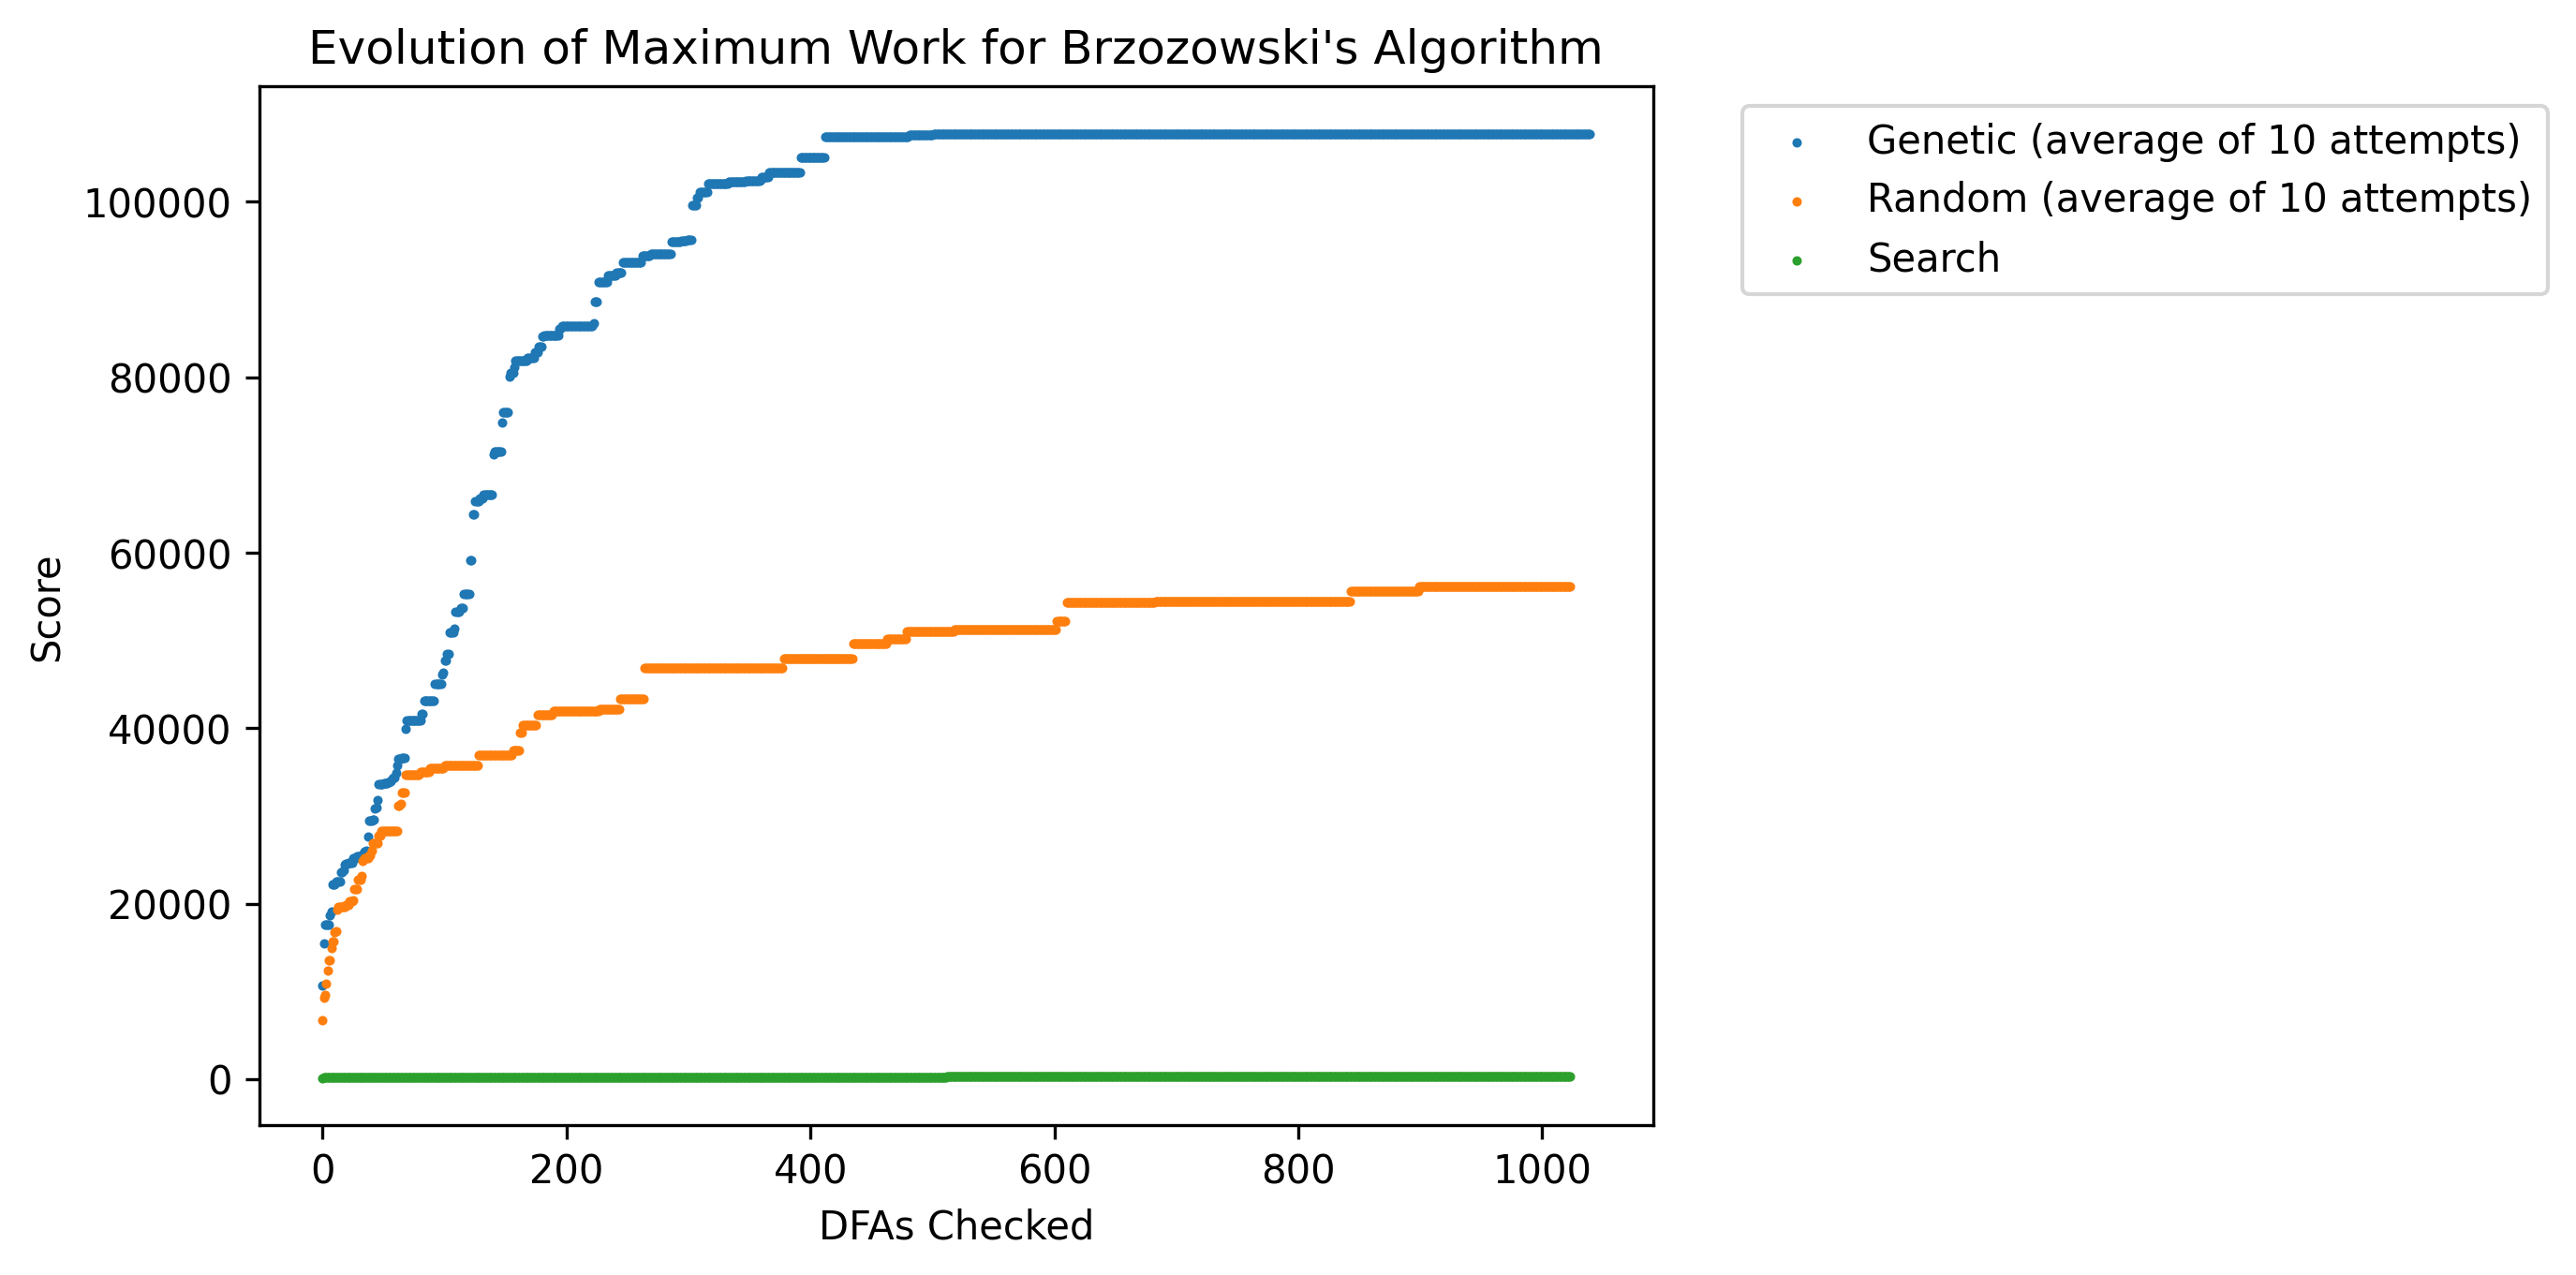 Evolution of Maximum Work for Brzozowski's Algorithm
Genetic (average of 10 attempts)
Random (average of 10 attempts)
Search
Score
100000
80000
60000
40000
20000
0
0 200 400 600 800 1000
DFAs Checked